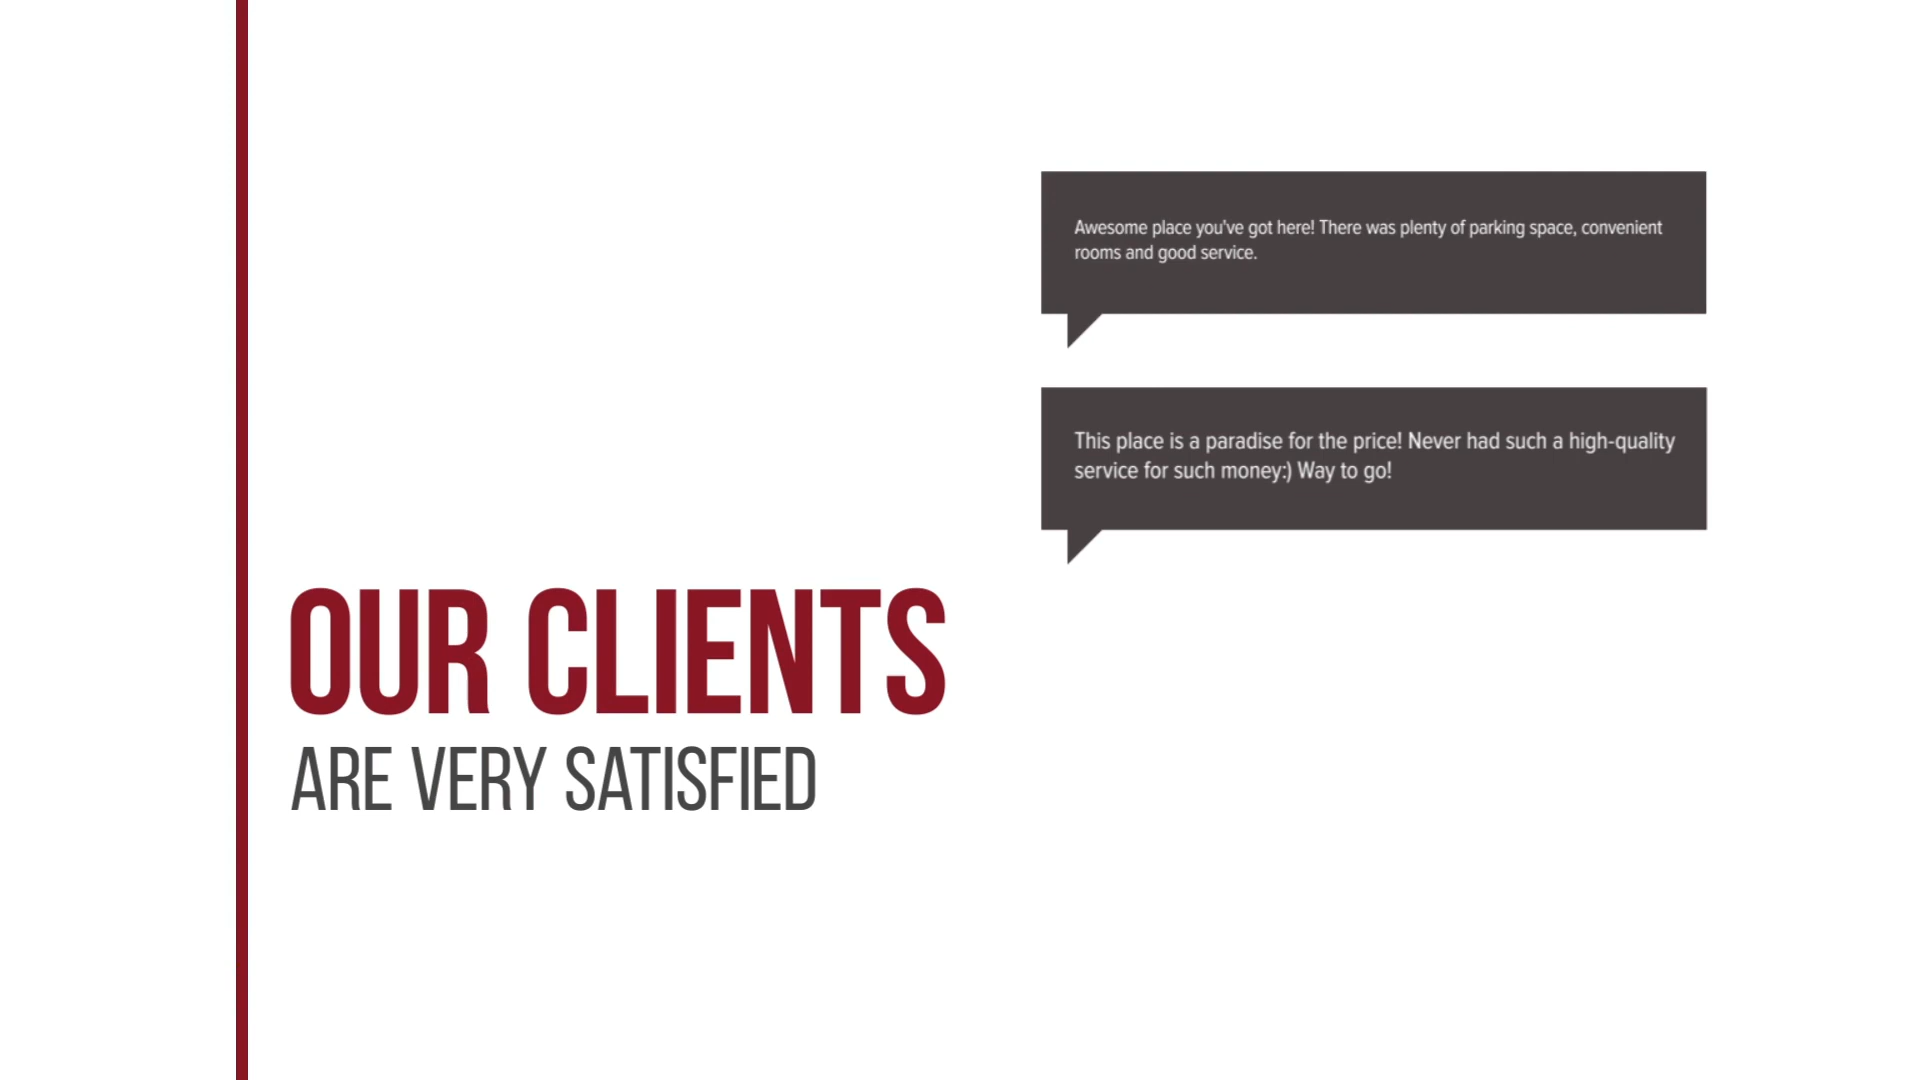 Awesome place you've got here! There was plenty of parking space, convenient
rooms and good service.
This place is a paradise for the price! Never had such a high-quality
service for such money:) Way to go!
OUR CLIENTS
ARE VERY SATISFIED